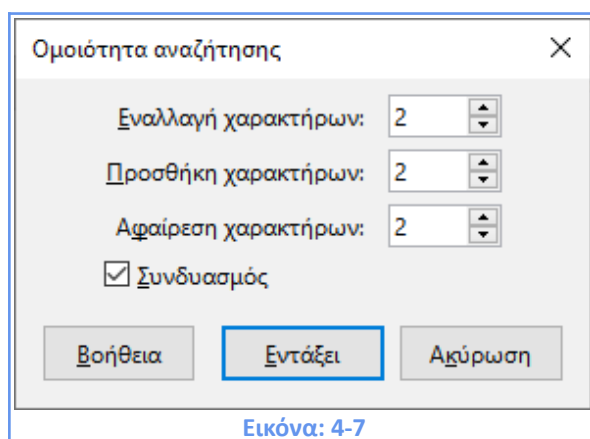 Ομοιότητα αναζήτησης
Εναλλαγή χαρακτήρων: 2
Προσθήκη χαρακτήρων: 2
Αφαίρεση χαρακτήρων: 2
Συνδυασμός
Βοήθεια Εντάξει Ακύρωση
Εικόνα: 4-7